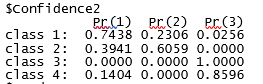 $Confidence2
Pr(1) Pr(2) Pr(3)
class 1: 0.7438 0.2306 0.0256
class 2: 0.3941 0.6059 0.0000
class 3: 0.0000 0.0000 1.0000
class 4: 0.1404 0.0000 0.8596